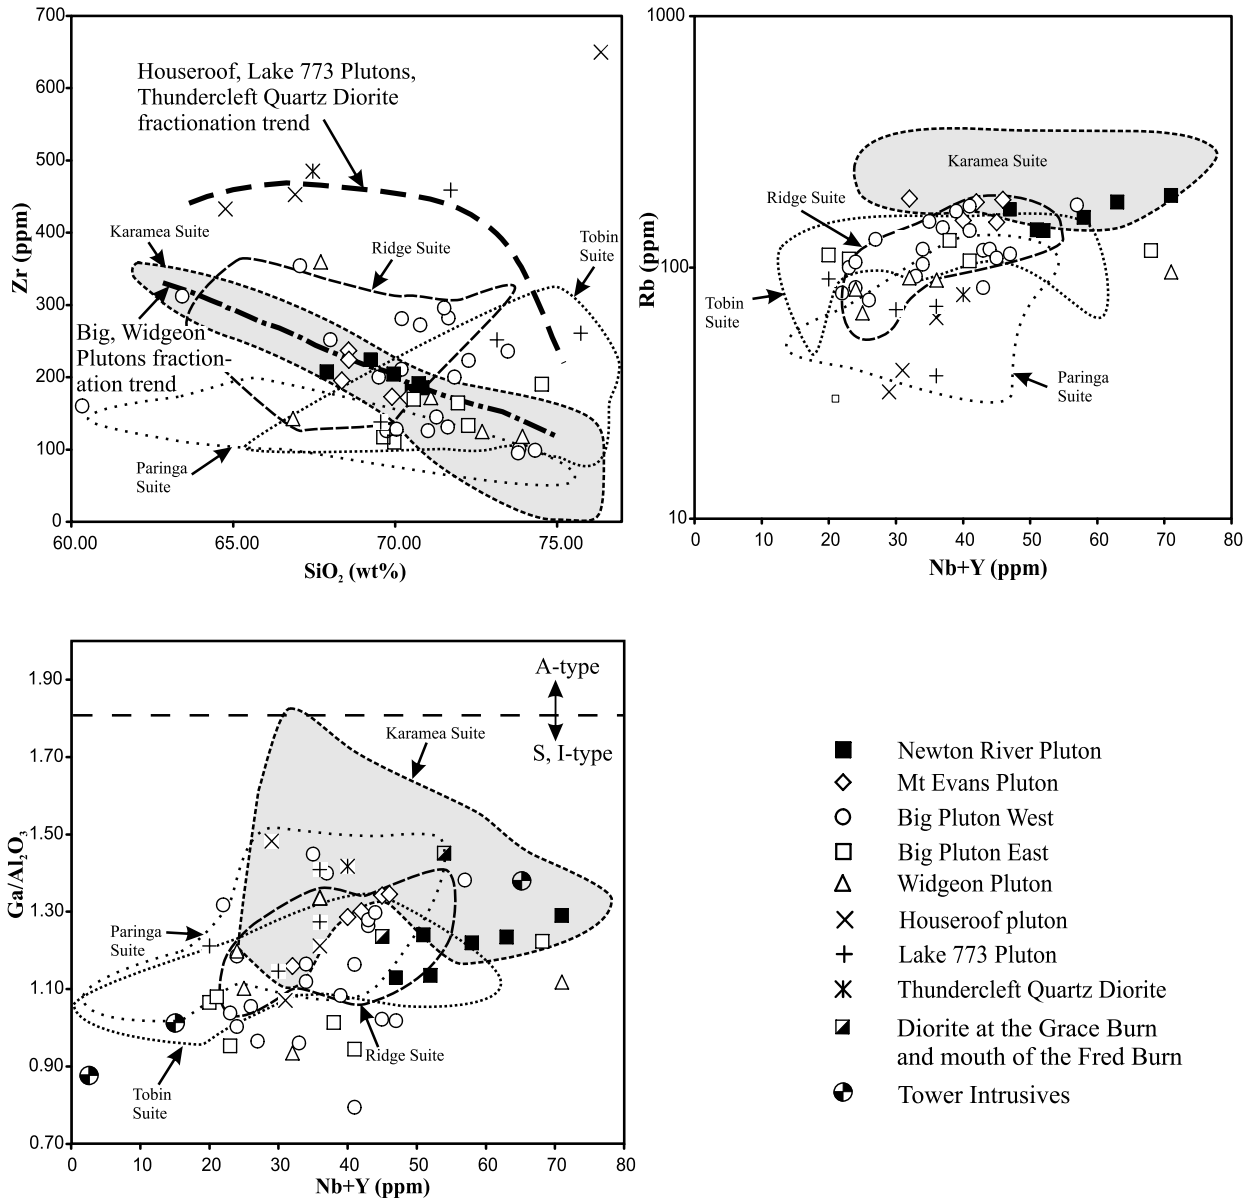 700
600
500
400
300
200
100
0
Zr (ppm)
Houseroof, Lake 773 Plutons,
Thundercleft Quartz Diorite
fractionation trend
Karamea Suite
Ridge Suite
Tobin
Suite
Big, Widgeon
Plutons fraction-
ation trend
Paringa
Suite
60.00
65.00
70.00
75.00
SiO₂ (wt%)
1000
100
10
Rb (ppm)
Karamea Suite
Ridge Suite
Tobin
Suite
Paringa
Suite
0
10
20
30
40
50
60
70
80
Nb+Y (ppm)
1.90
1.70
1.50
1.30
1.10
0.90
0.70
Ga/Al₂O₃
A-type
S, I-type
Karamea Suite
Paringa
Suite
Ridge Suite
Tobin
Suite
0
10
20
30
40
50
60
70
80
Nb+Y (ppm)
Newton River Pluton
Mt Evans Pluton
Big Pluton West
Big Pluton East
Widgeon Pluton
Houseroof pluton
Lake 773 Pluton
Thundercleft Quartz Diorite
Diorite at the Grace Burn
and mouth of the Fred Burn
Tower Intrusives